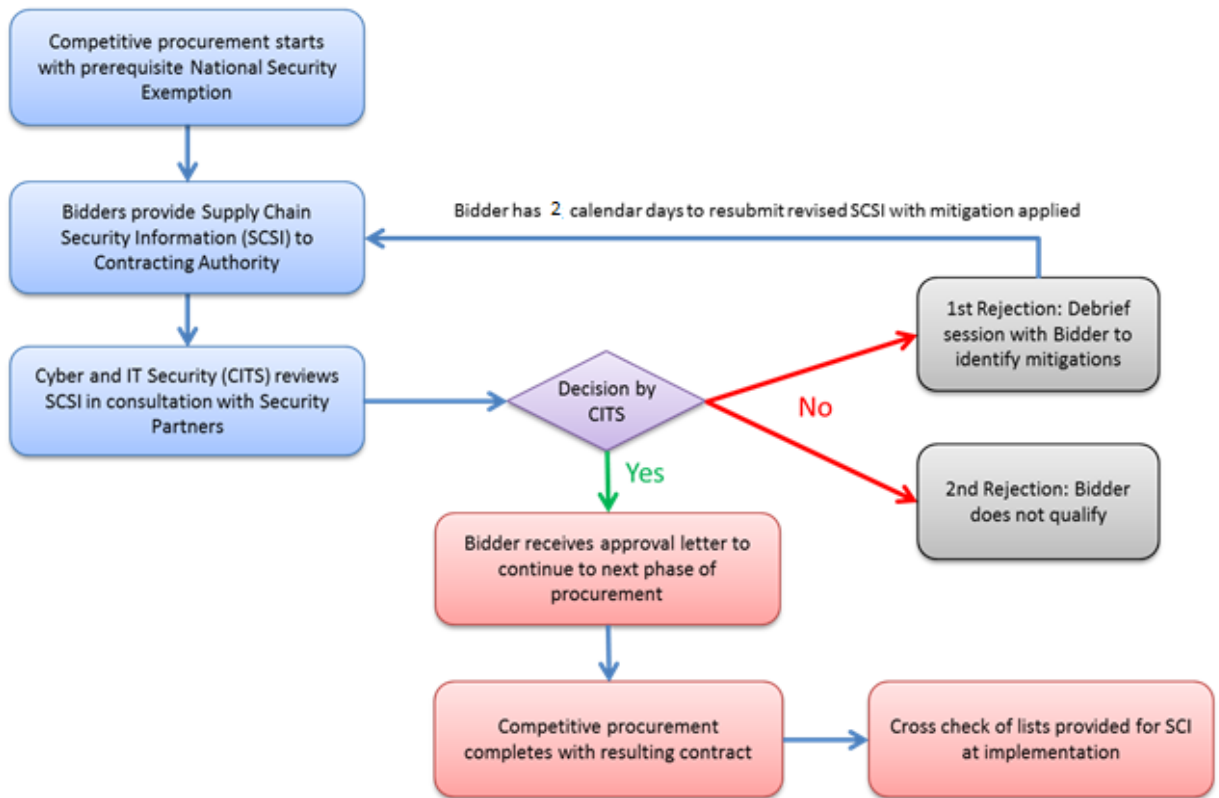 Competitive procurement starts
with prerequisite National Security
Exemption
Bidders provide Supply Chain
Security Information (SCSI) to
Contracting Authority
Bidder has 2 calendar days to resubmit revised SCSI with mitigation applied
1st Rejection: Debrief
session with Bidder to
identify mitigations
Cyber and IT Security (CITS) reviews
SCSI in consultation with Security
Partners
Decision by
CITS
No
Yes
2nd Rejection: Bidder
does not qualify
Bidder receives approval letter to
continue to next phase of
procurement
Competitive procurement
completes with resulting contract
Cross check of lists provided for SCI
at implementation